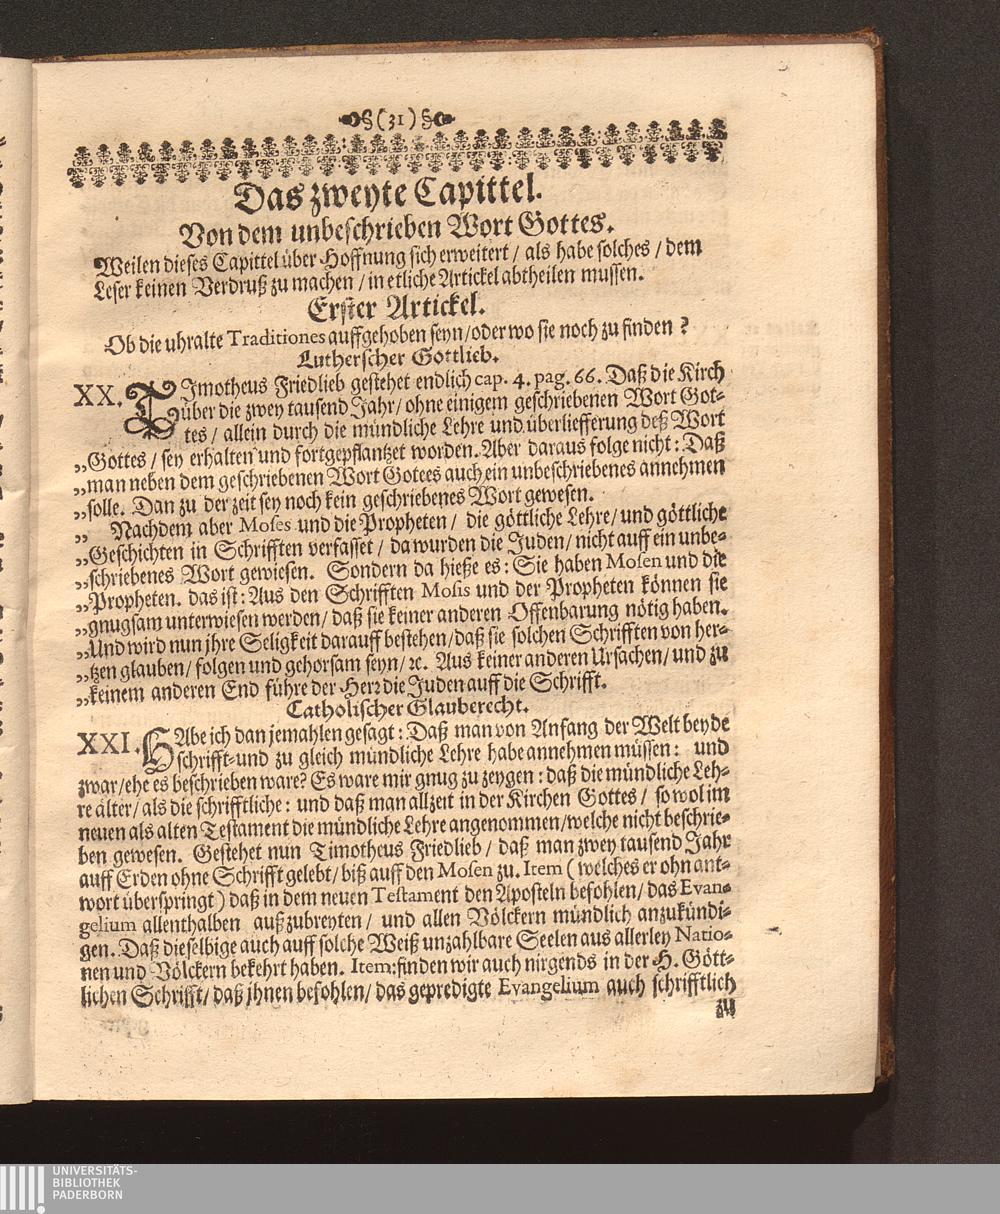 §(31)§
Das zweyte Capittel.
Von dem unbeschrieben Wort Gottes.
Weilen dieses Capittel über Hoffnung sich erweitert / als habe solches / dem
Leser keinen Verdruß zu machen / in etliche Artickel abtheilen mussen.
Erster Artickel.
Ob die uhralte Traditiones auffgehoben seyn/oder wo sie noch zu finden ?
Lutherscher Gottlieb.
XX. TImotheus Friedlieb gestehet endlich cap. 4. pag. 66. Daß die Kirch
über die zwey tausend Jahr/ ohne einigem geschriebenen Wort Got-
tes / allein durch die mündliche Lehre und überliefferung deß Wort
„Gottes / sey erhalten und fortgepflantzet worden. Aber daraus folge nicht: Daß
„man neben dem geschriebenen Wort Gotees auch ein unbeschriebenes annehmen
„solle. Dan zu der zeit sey noch kein geschriebenes Wort gewesen.
„ Nachdem aber Moses und die Propheten / die göttliche Lehre/ und göttliche
„Geschichten in Schrifften verfasset / da wurden die Juden/ nicht auff ein unbe-
„schriebenes Wort gewiesen. Sondern da hieße es: Sie haben Mosen und die
„Propheten. das ist: Aus den Schrifften Mosis und der Propheten können sie
„gnugsam unterwiesen werden/ daß sie keiner anderen Offenbarung nötig haben.
„Und wird nun jhre Seligkeit darauff bestehen/daß sie solchen Schrifften von her-
„tzen glauben/ folgen und gehorsam seyn/ ꝛc. Aus keiner anderen Ursachen/ und zu
„keinem anderen End führe der Herꝛ die Juden auff die Schrifft.
Catholischer Glauberecht.
XXI. HAbe ich dan jemahlen gesagt: Daß man von Anfang der Welt beyde
schrifft-und zu gleich mündliche Lehre habe annehmen müssen: und
zwar/ehe es beschrieben ware? Es ware mir gnug zu zeygen: daß die mündliche Leh-
re älter/ als die schrifftliche: und daß man allzeit in der Kirchen Gottes / so wol im
neuen als alten Testament die mündliche Lehre angenommen/welche nicht beschrie-
ben gewesen. Gestehet nun Timotheus Friedlieb / daß man zwey tausend Jahr
auff Erden ohne Schrifft gelebt/ biß auff den Mosen zu. Item ( welches er ohn ant-
wort überspringt) daß in dem neuen Testament den Aposteln befohlen/ das Evan-
gelium allenthalben außzubreyten / und allen Völckern mündlich anzukündi-
gen. Daß dieselbige auch auff solche Weiß unzahlbare Seelen aus allerley Natio-
nen und Völckern bekehrt haben. Item: finden wir auch nirgends in der H. Gött-
lichen Schrifft/ daß jhnen befohlen/ das gepredigte Evangelium auch schrifftlich
zu
UNIVERSITÄTS-
BIBLIOTHEK
PADERBORN